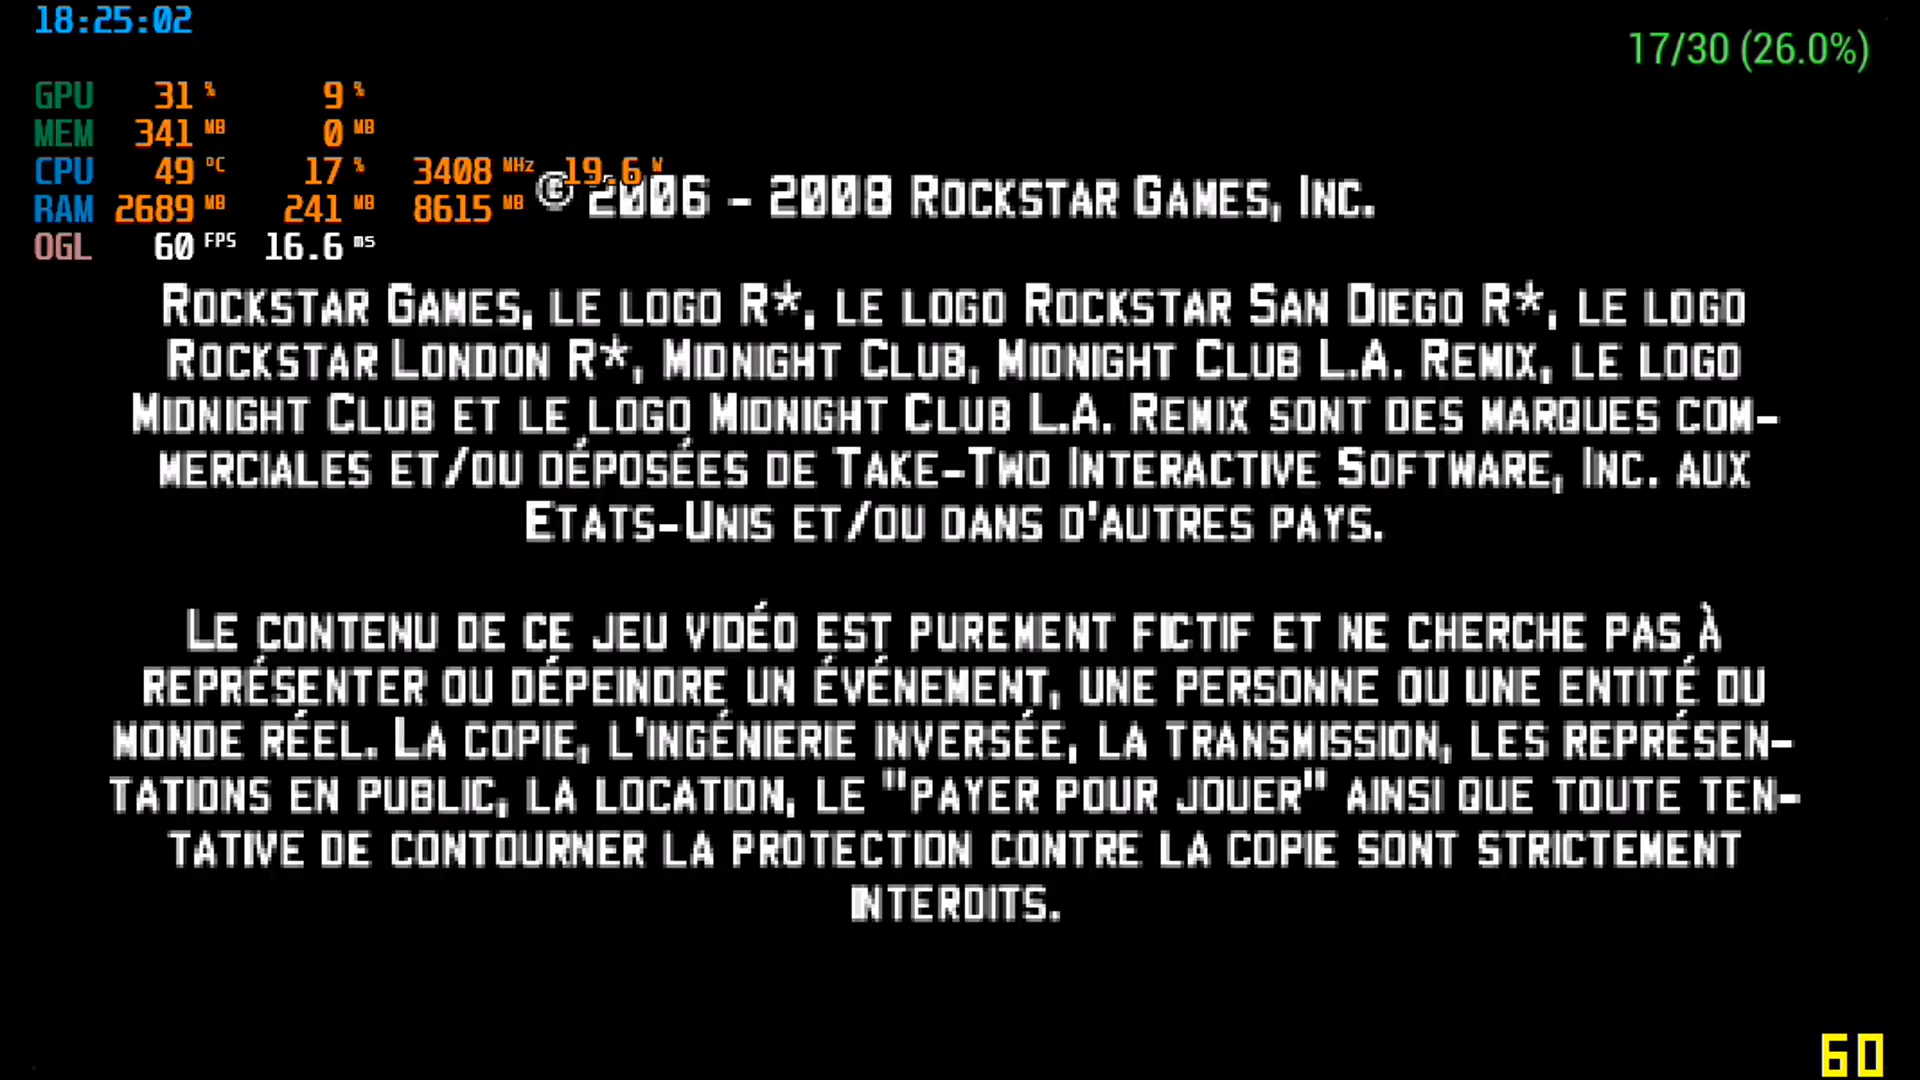 18:25:02
17/30 (26.0%)
GPU 31 % 9 %
MEM 341 MB 0 MB
CPU 49 °C 17 % 3408 MHz 19.6 W
RAM 2689 MB 241 MB 8615 MB
OGL 60 FPS 16.6 ms
© 2006 - 2008 Rockstar Games, Inc.
Rockstar Games, le logo R*, le logo Rockstar San Diego R*, le logo
Rockstar London R*, Midnight Club, Midnight Club L.A. Remix, le logo
Midnight Club et le logo Midnight Club L.A. Remix sont des marques com-
merciales et/ou déposées de Take-Two Interactive Software, Inc. aux
Etats-Unis et/ou dans d'autres pays.
Le contenu de ce jeu vidéo est purement fictif et ne cherche pas à
représenter ou dépeindre un événement, une personne ou une entité du
monde réel. La copie, l'ingénierie inversée, la transmission, les représen-
tations en public, la location, le "payer pour jouer" ainsi que toute ten-
tative de contourner la protection contre la copie sont strictement
interdits.
60